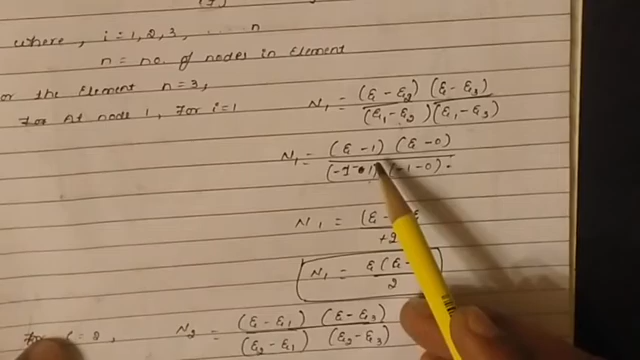 where, i = 1, 2, 3, ... n
n = no. of nodes in Element
For the Element n = 3,
For At node 1, For i = 1
N₁ = (ξ - ξ₂) (ξ - ξ₃) / (ξ₁ - ξ₂) (ξ₁ - ξ₃)
N₁ = (ξ - 1) (ξ - 0) / (-1 - 1) (-1 - 0)
N₁ = (ξ - ξ / +2
N₁ = ξ (ξ - / 2
N₂ = (ξ - ξ₁) (ξ - ξ₃) / (ξ₂ - ξ₁) (ξ₂ - ξ₃)